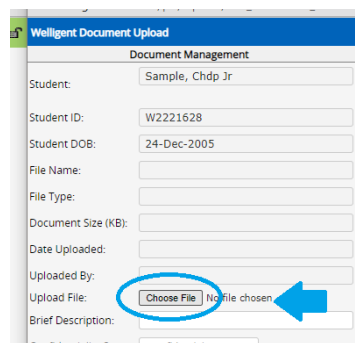 Welligent Document Upload
Document Management
Student: Sample, Chdp Jr
Student ID: W2221628
Student DOB: 24-Dec-2005
File Name:
File Type:
Document Size (KB):
Date Uploaded:
Uploaded By:
Upload File: Choose File No file chosen
Brief Description: